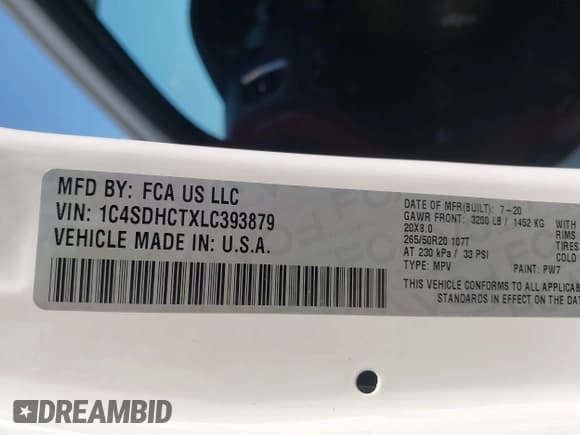 MFD BY: FCA US LLC
VIN: 1C4SDHCTXLC393879
VEHICLE MADE IN: U.S.A.
DATE OF MFR(BUILT): 7-20
GAWR FRONT: 3200 LB / 1452 KG WITH
20X8.0 RIMS
265/50R20 107T TIRES
AT 230 kPa / 33 PSI COLD
TYPE: MPV PAINT: PW7
THIS VEHICLE CONFORMS TO ALL
STANDARDS IN EFFECT ON THE DAT
DREAMBID